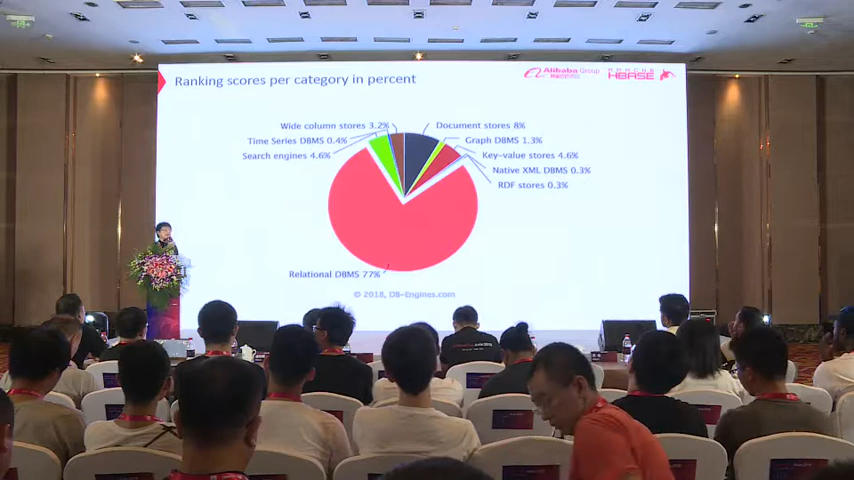 Ranking scores per category in percent
Alibaba Group
HBASE
Wide column stores 3.2%
Document stores 8%
Time Series DBMS 0.4%
Graph DBMS 1.3%
Search engines 4.6%
Key-value stores 4.6%
Native XML DBMS 0.3%
RDF stores 0.3%
Relational DBMS 77%
© 2018, DB-Engines.com